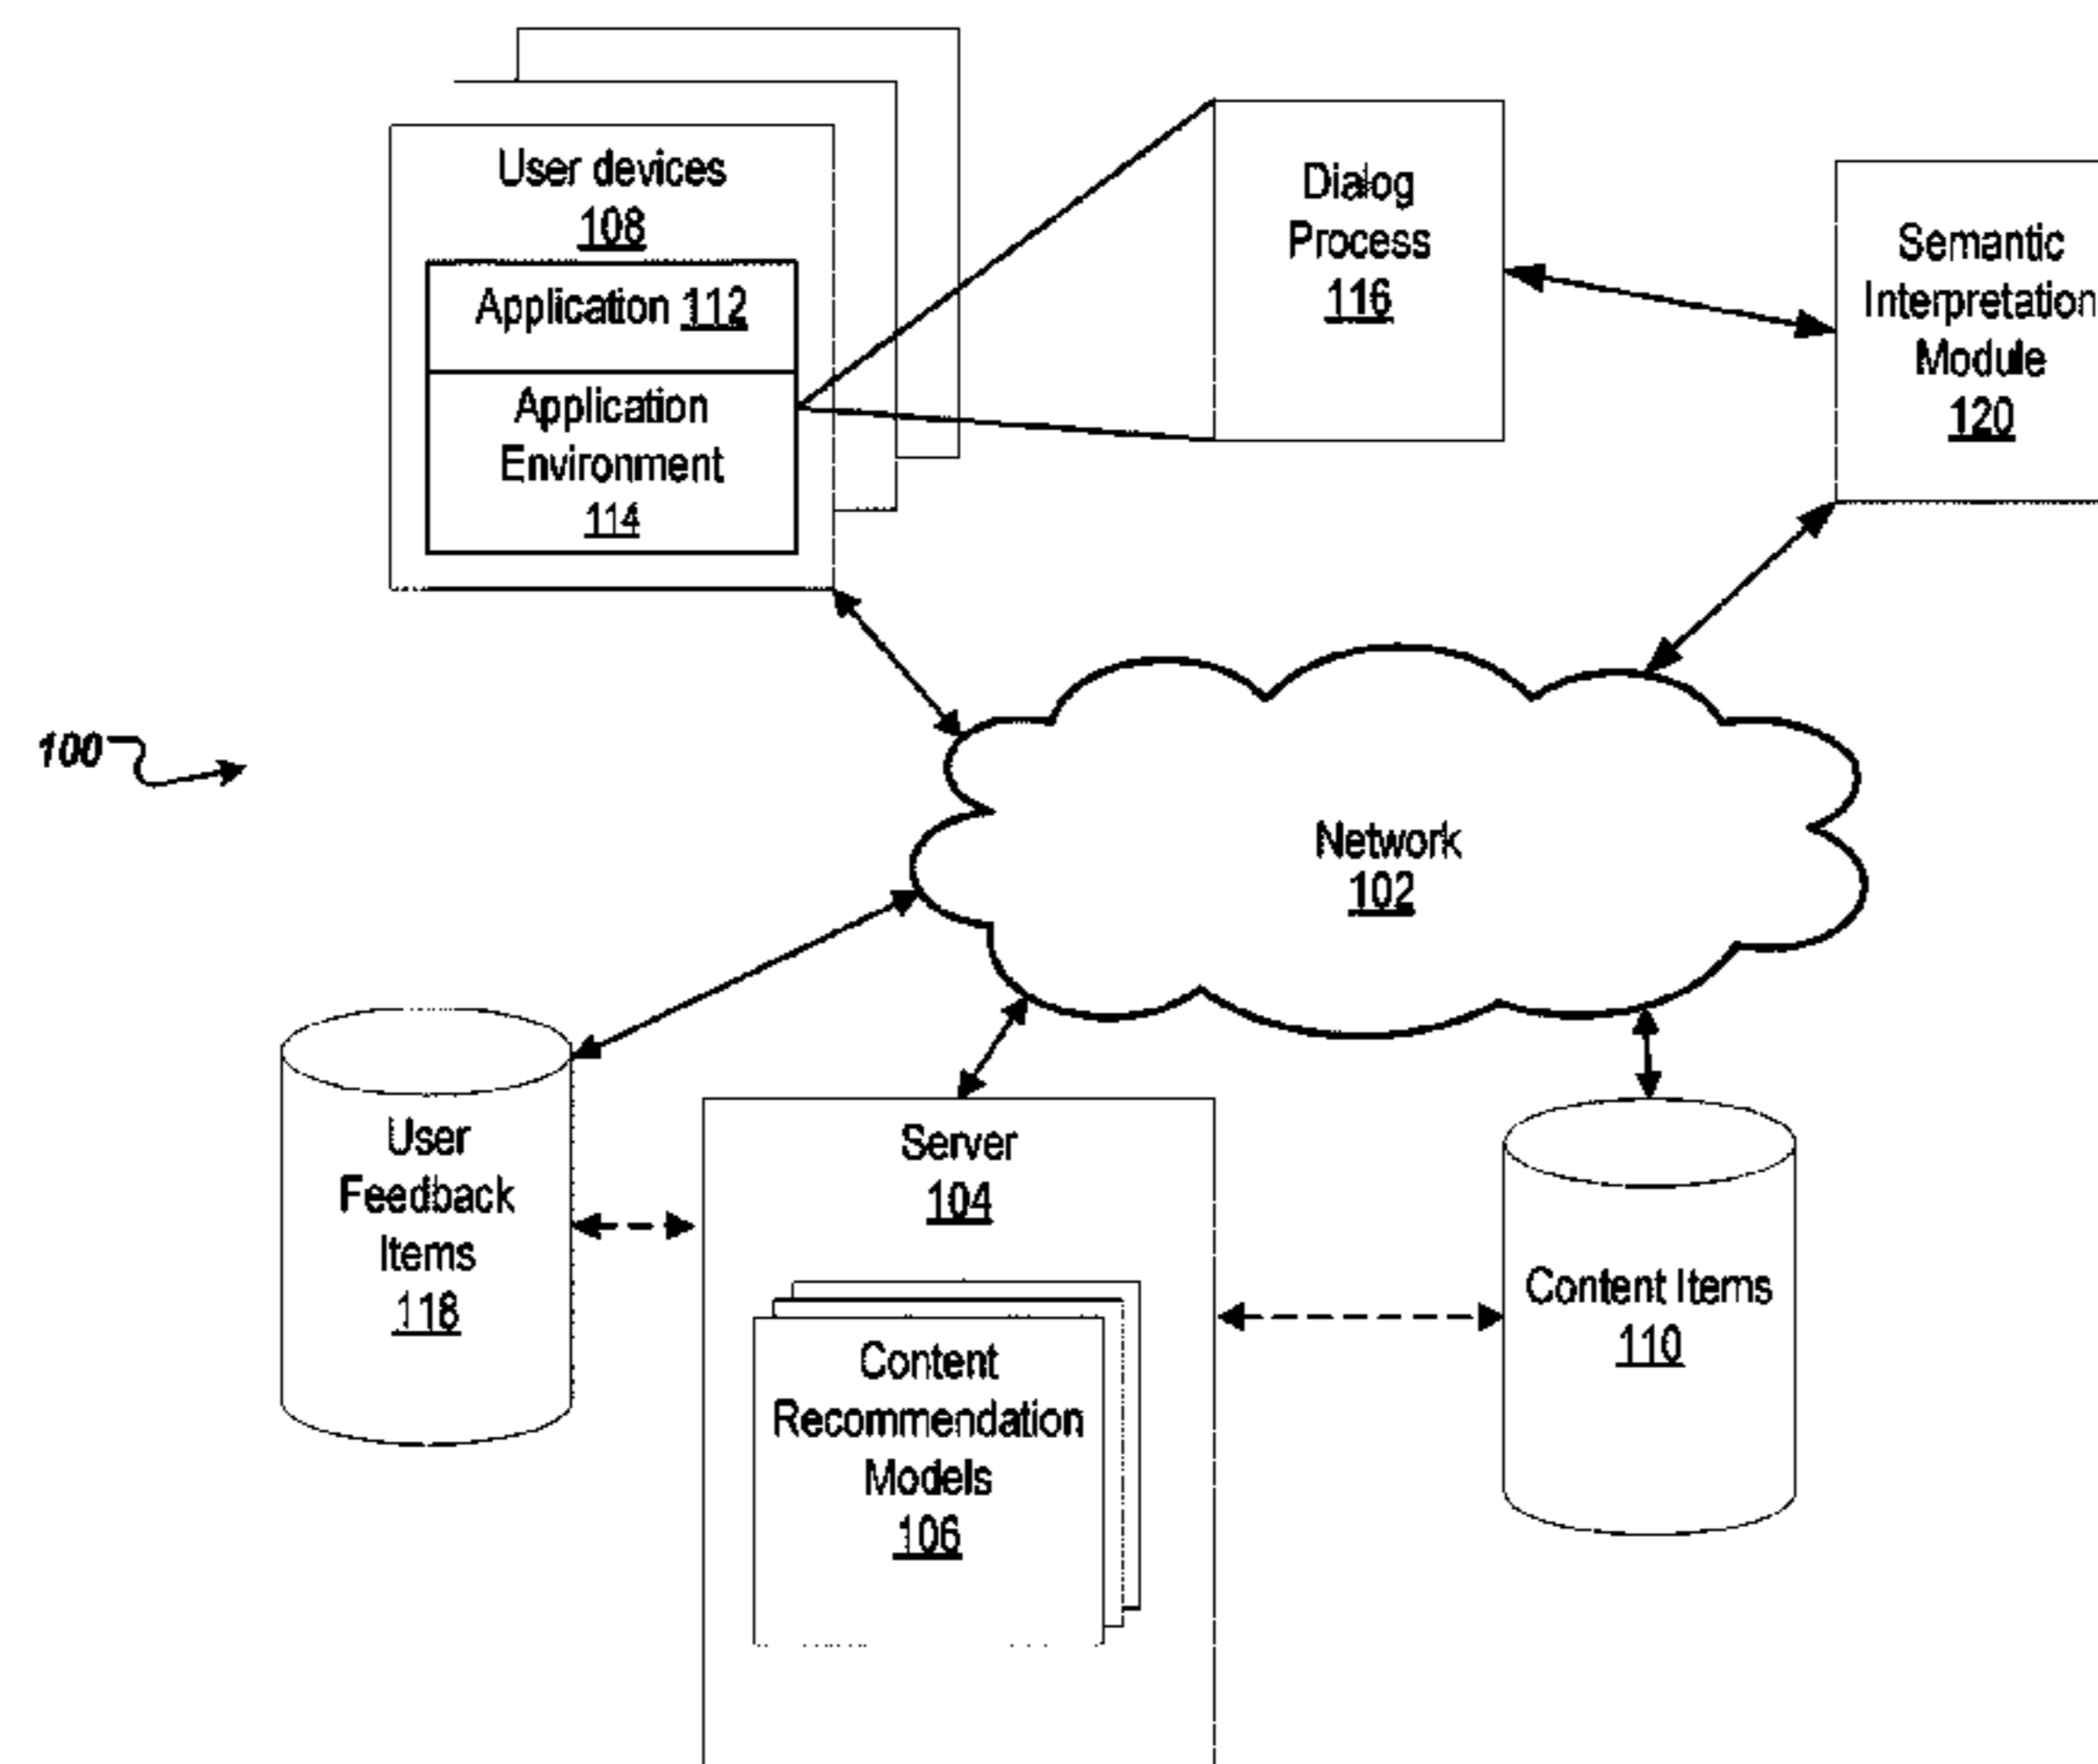 User devices
108
Application 112
Application
Environment
114
Dialog
Process
116
Semantic
Interpretation
Module
120
100
Network
102
User
Feedback
Items
118
Server
104
Content
Recommendation
Models
106
Content Items
110